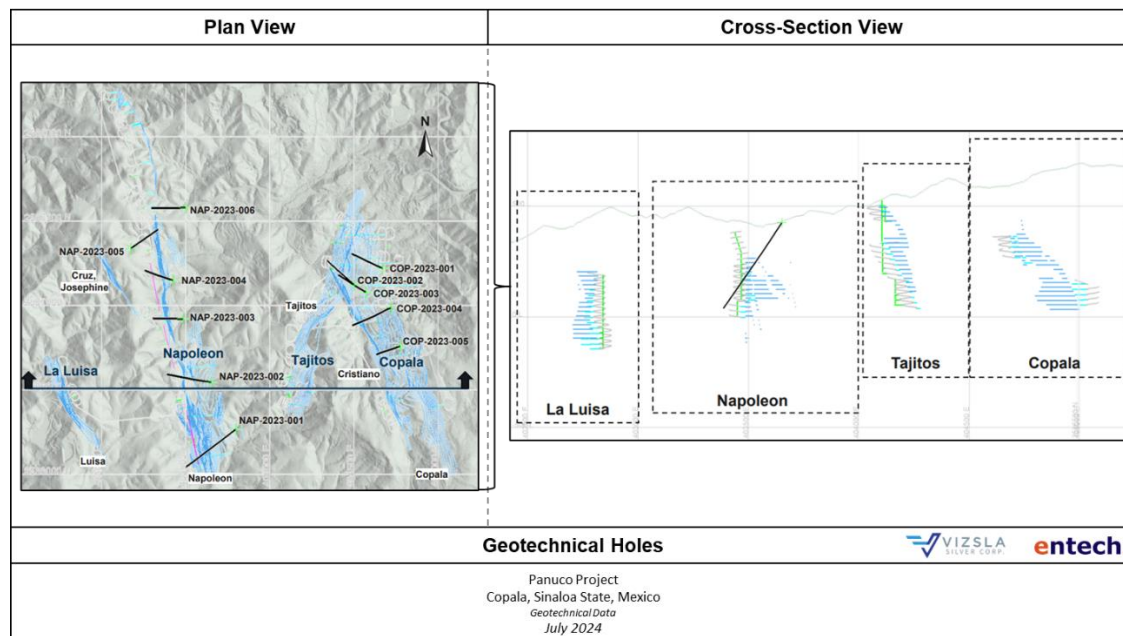 Plan View
Cross-Section View
N
NAP-2023-006
NAP-2023-005
Cruz,
Josephine
NAP-2023-004
COP-2023-001
COP-2023-002
COP-2023-003
Tajitos
COP-2023-004
NAP-2023-003
Napoleon
COP-2023-005
Tajitos
Copala
La Luisa
Cristiano
NAP-2023-002
NAP-2023-001
Luisa
Napoleon
Copala
La Luisa
Napoleon
Tajitos
Copala
Geotechnical Holes
VIZSLA
SILVER CORP.
entech
Panuco Project
Copala, Sinaloa State, Mexico
Geotechnical Data
July 2024